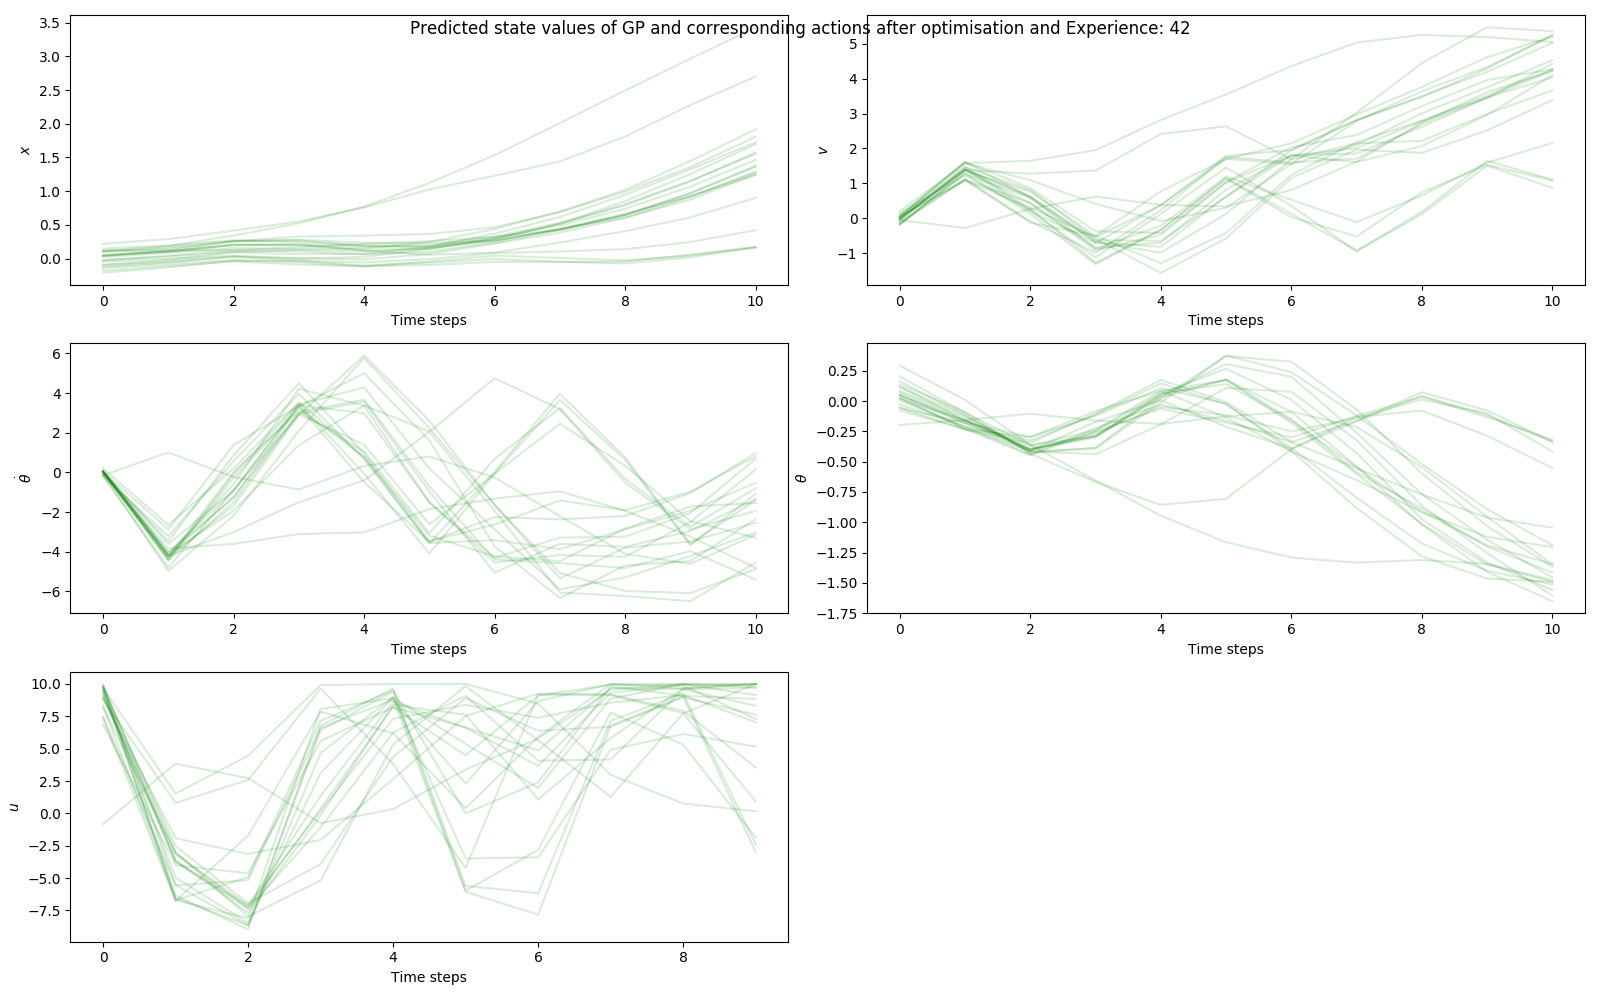 Predicted state values of GP and corresponding actions after optimisation and Experience: 42
3.5
3.0
2.5
2.0
1.5
1.0
0.5
0.0
x
0 2 4 6 8 10
Time steps
5
4
3
2
1
0
−1
v
0 2 4 6 8 10
Time steps
6
4
2
0
−2
−4
−6
θ̇
0 2 4 6 8 10
Time steps
0.25
0.00
−0.25
−0.50
−0.75
−1.00
−1.25
−1.50
−1.75
θ
0 2 4 6 8 10
Time steps
10.0
7.5
5.0
2.5
0.0
−2.5
−5.0
−7.5
u
0 2 4 6 8
Time steps